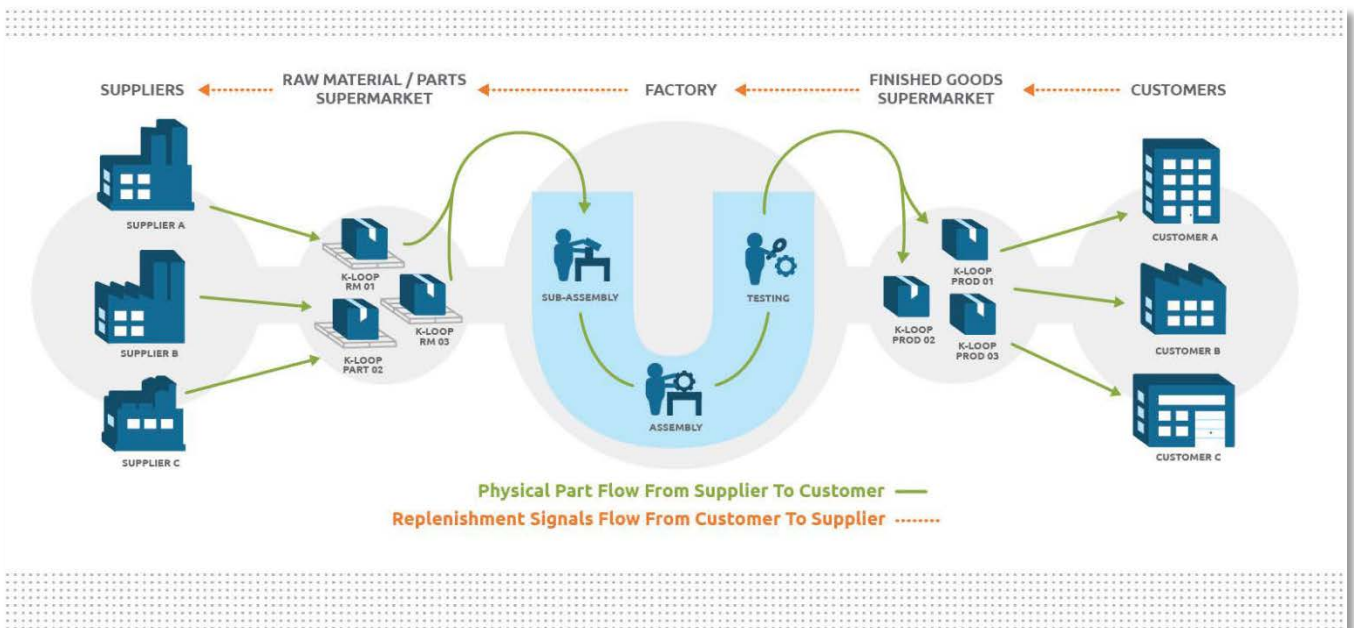 SUPPLIERS
RAW MATERIAL / PARTS
SUPERMARKET
FACTORY
FINISHED GOODS
SUPERMARKET
CUSTOMERS
SUPPLIER A
SUPPLIER B
SUPPLIER C
K-LOOP
RM 01
K-LOOP
RM 03
K-LOOP
PART 02
SUB-ASSEMBLY
TESTING
ASSEMBLY
K-LOOP
PROD 01
K-LOOP
PROD 02
K-LOOP
PROD 03
CUSTOMER A
CUSTOMER B
CUSTOMER C
Physical Part Flow From Supplier To Customer
Replenishment Signals Flow From Customer To Supplier